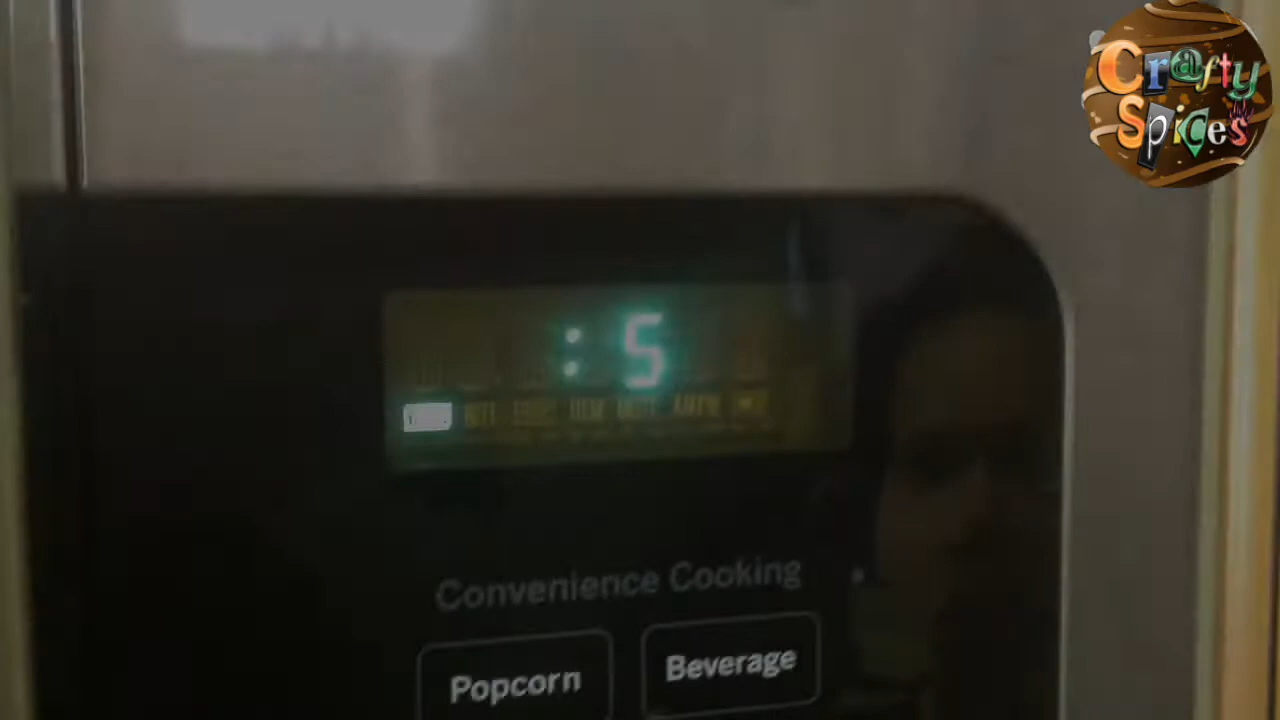 Crafty
Spices
: 5
Convenience Cooking
Popcorn
Beverage